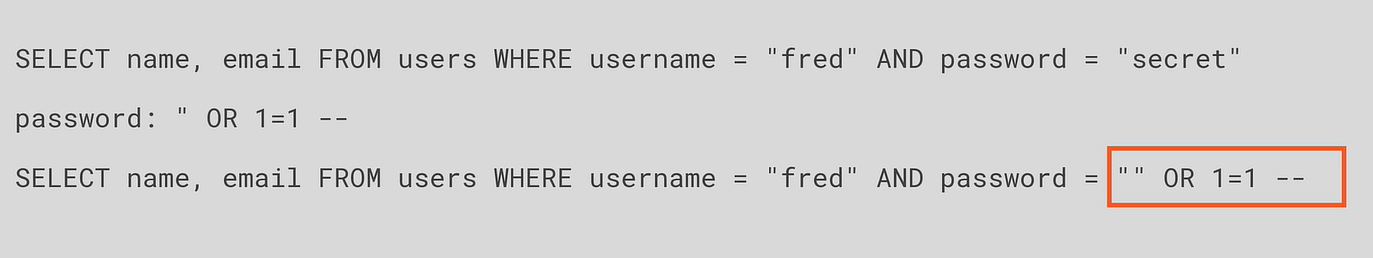 SELECT name, email FROM users WHERE username = "fred" AND password = "secret"
password: " OR 1=1 --
SELECT name, email FROM users WHERE username = "fred" AND password = "" OR 1=1 --